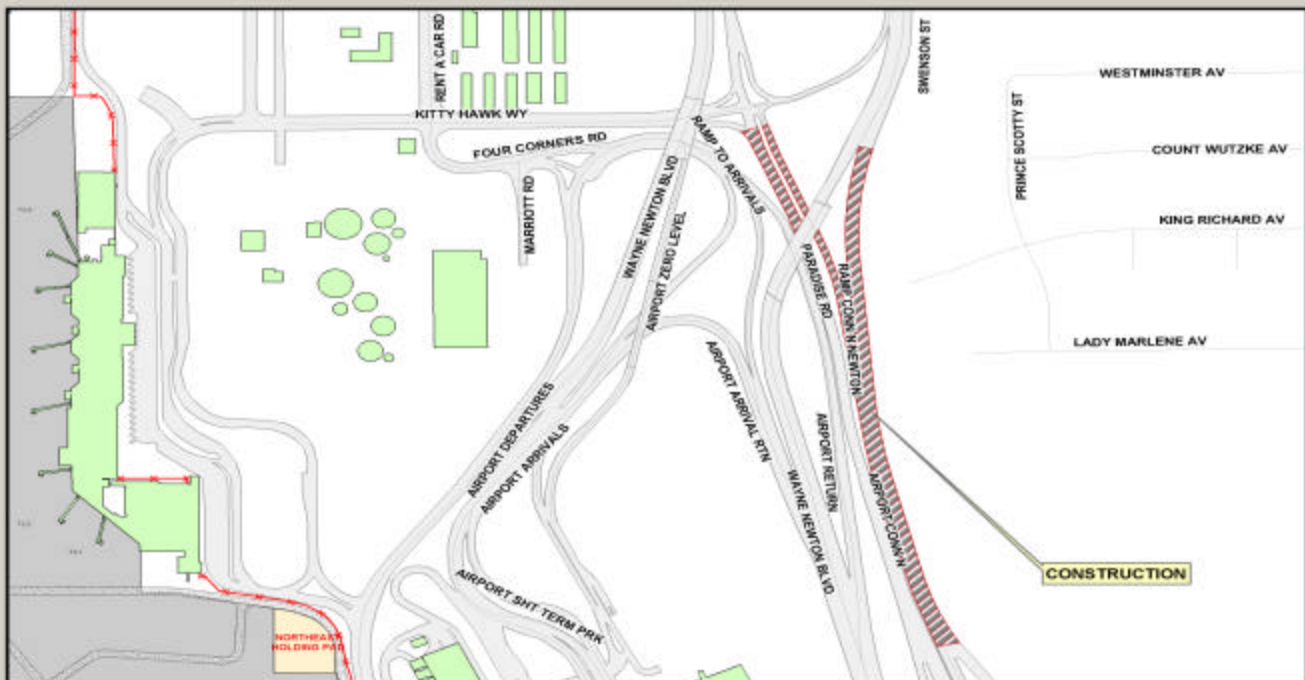 RENT A CAR RD
SWENSON ST
WESTMINSTER AV
PRINCE SCOTTY ST
KITTY HAWK WY
FOUR CORNERS RD
RAMP TO ARRIVALS
COUNT WUTZKE AV
MARRIOTT RD
WAYNE NEWTON BLVD
AIRPORT ZERO LEVEL
KING RICHARD AV
PARADISE RD
RAMP CONN'N NEWTON
LADY MARLENE AV
AIRPORT DEPARTURES
AIRPORT ARRIVALS
AIRPORT ARRIVAL RTN
AIRPORT RETURN
WAYNE NEWTON BLVD
AIRPORT CONN'N
CONSTRUCTION
AIRPORT SHT TERM PRK
NORTHEAST
HOLDING PAD